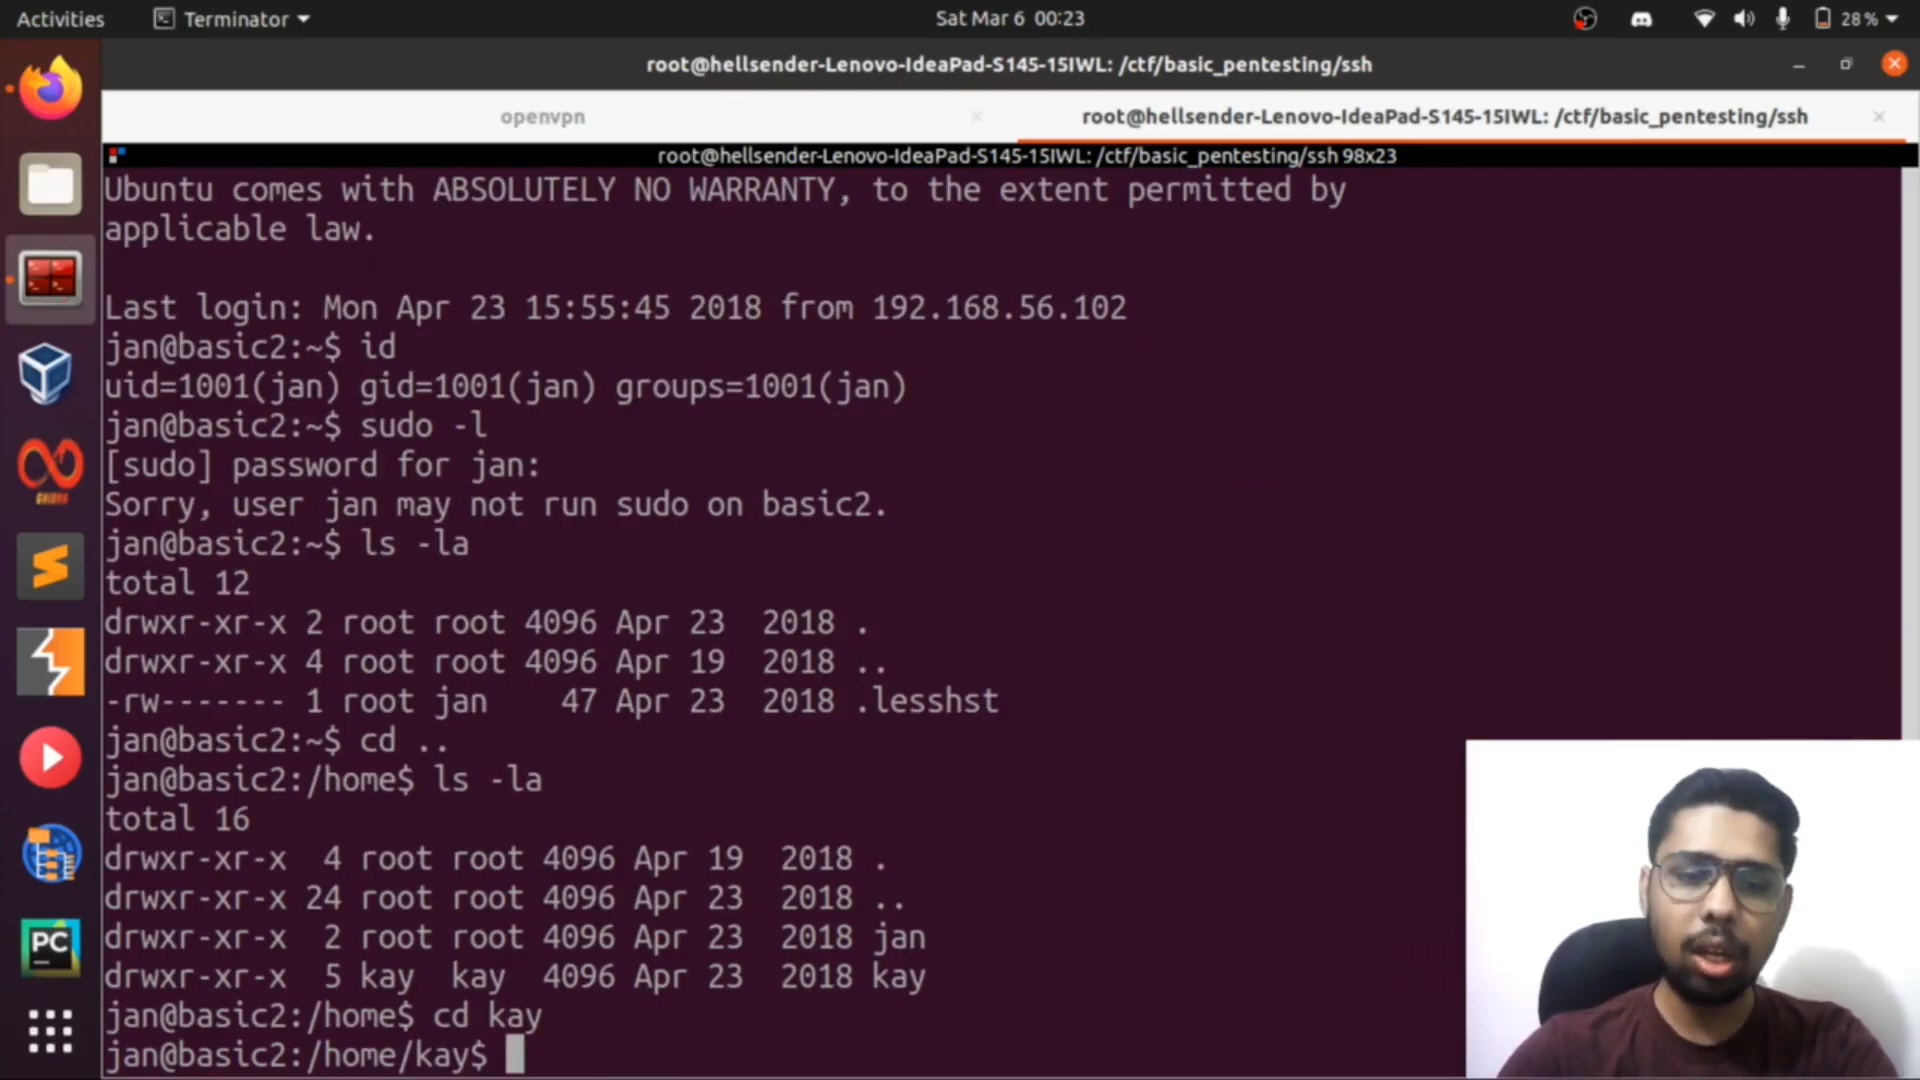 Activities
Terminator
Sat Mar 6 00:23
28%
root@hellsender-Lenovo-IdeaPad-S145-15IWL: /ctf/basic_pentesting/ssh
openvpn
root@hellsender-Lenovo-IdeaPad-S145-15IWL: /ctf/basic_pentesting/ssh
root@hellsender-Lenovo-IdeaPad-S145-15IWL: /ctf/basic_pentesting/ssh 98x23
Ubuntu comes with ABSOLUTELY NO WARRANTY, to the extent permitted by
applicable law.
Last login: Mon Apr 23 15:55:45 2018 from 192.168.56.102
jan@basic2:~$ id
uid=1001(jan) gid=1001(jan) groups=1001(jan)
jan@basic2:~$ sudo -l
[sudo] password for jan:
Sorry, user jan may not run sudo on basic2.
jan@basic2:~$ ls -la
total 12
drwxr-xr-x 2 root root 4096 Apr 23  2018 .
drwxr-xr-x 4 root root 4096 Apr 19  2018 ..
-rw------- 1 root jan    47 Apr 23  2018 .lesshst
jan@basic2:~$ cd ..
jan@basic2:/home$ ls -la
total 16
drwxr-xr-x  4 root root 4096 Apr 19  2018 .
drwxr-xr-x 24 root root 4096 Apr 23  2018 ..
drwxr-xr-x  2 root root 4096 Apr 23  2018 jan
drwxr-xr-x  5 kay  kay  4096 Apr 23  2018 kay
jan@basic2:/home$ cd kay
jan@basic2:/home/kay$
GHIDRA
PC